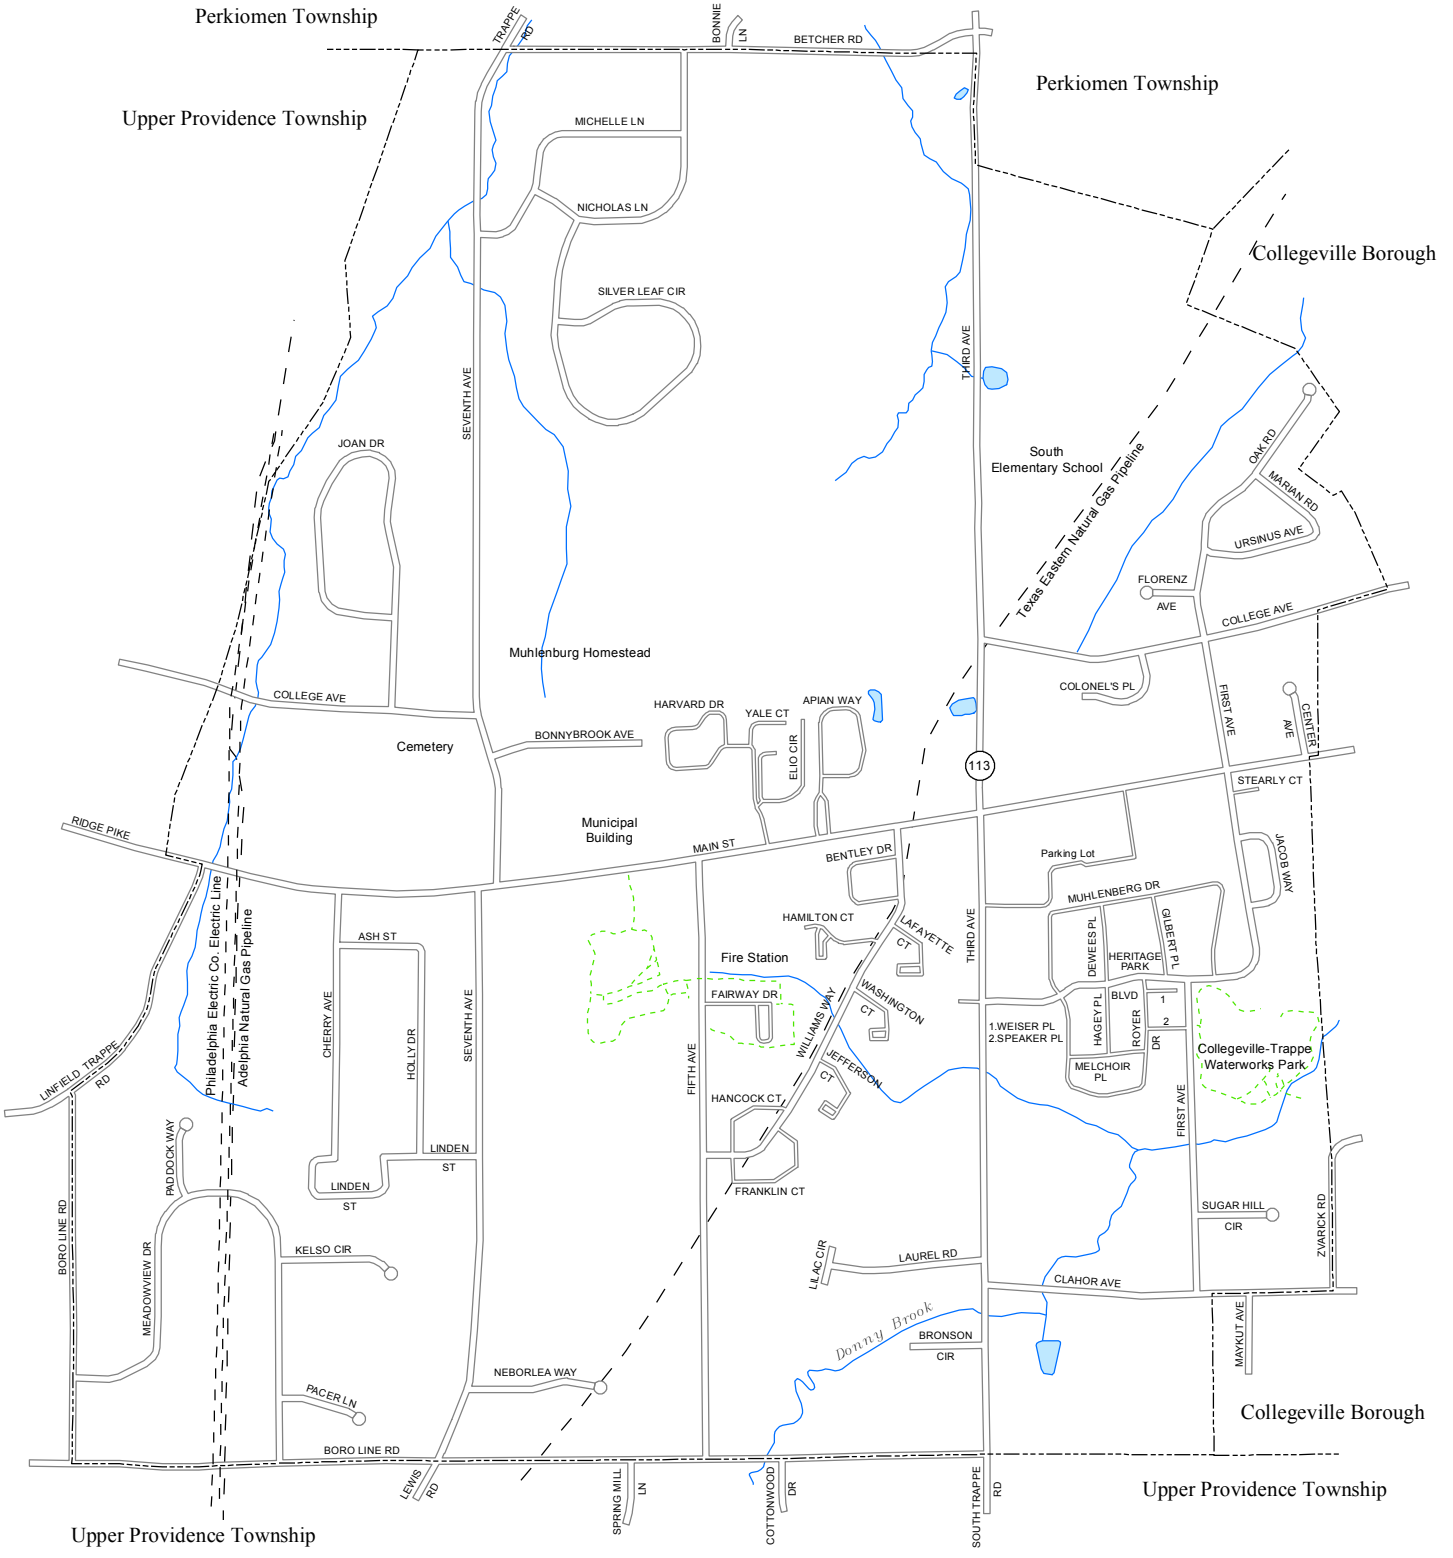 Perkiomen Township
TRAPPE
RD
BONNIE
LN
BETCHER RD
Perkiomen Township
Upper Providence Township
MICHELLE LN
NICHOLAS LN
Collegeville Borough
SILVER LEAF CIR
THIRD AVE
SEVENTH AVE
JOAN DR
OAK RD
South
Elementary School
MARIAN RD
URSINUS AVE
Texas Eastern Natural Gas Pipeline
FLORENZ
AVE
COLLEGE AVE
Muhlenburg Homestead
COLLEGE AVE
COLONEL'S PL
FIRST AVE
CENTER
AVE
HARVARD DR
YALE CT
APIAN WAY
ELIO CIR
BONNYBROOK AVE
Cemetery
113
STEARLY CT
RIDGE PIKE
Municipal
Building
MAIN ST
BENTLEY DR
Parking Lot
JACOB WAY
MUHLENBERG DR
Philadelphia Electric Co. Electric Line
Adelphia Natural Gas Pipeline
HAMILTON CT
LAFAYETTE
CT
THIRD AVE
DEWEES PL
GILBERT PL
HERITAGE
PARK
BLVD
ASH ST
Fire Station
FAIRWAY DR
WASHINGTON
CT
WILLIAMS WAY
1
2
1.WEISER PL
2.SPEAKER PL
HAGEY PL
ROYER
DR
MELCHOIR
PL
Collegeville-Trappe
Waterworks Park
CHERRY AVE
HOLLY DR
SEVENTH AVE
FIFTH AVE
JEFFERSON
CT
HANCOCK CT
FIRST AVE
LINFIELD TRAPPE
RD
PADDOCK WAY
LINDEN
ST
LINDEN
ST
FRANKLIN CT
SUGAR HILL
CIR
ZVARICK RD
BORO LINE RD
MEADOWVIEW DR
KELSO CIR
LILAC CIR
LAUREL RD
CLAHOR AVE
Donny Brook
BRONSON
CIR
MAYKUT AVE
NEBORLEA WAY
PACER LN
Collegeville Borough
BORO LINE RD
LEWIS
RD
SPRING MILL
LN
COTTONWOOD
DR
SOUTH TRAPPE
RD
Upper Providence Township
Upper Providence Township